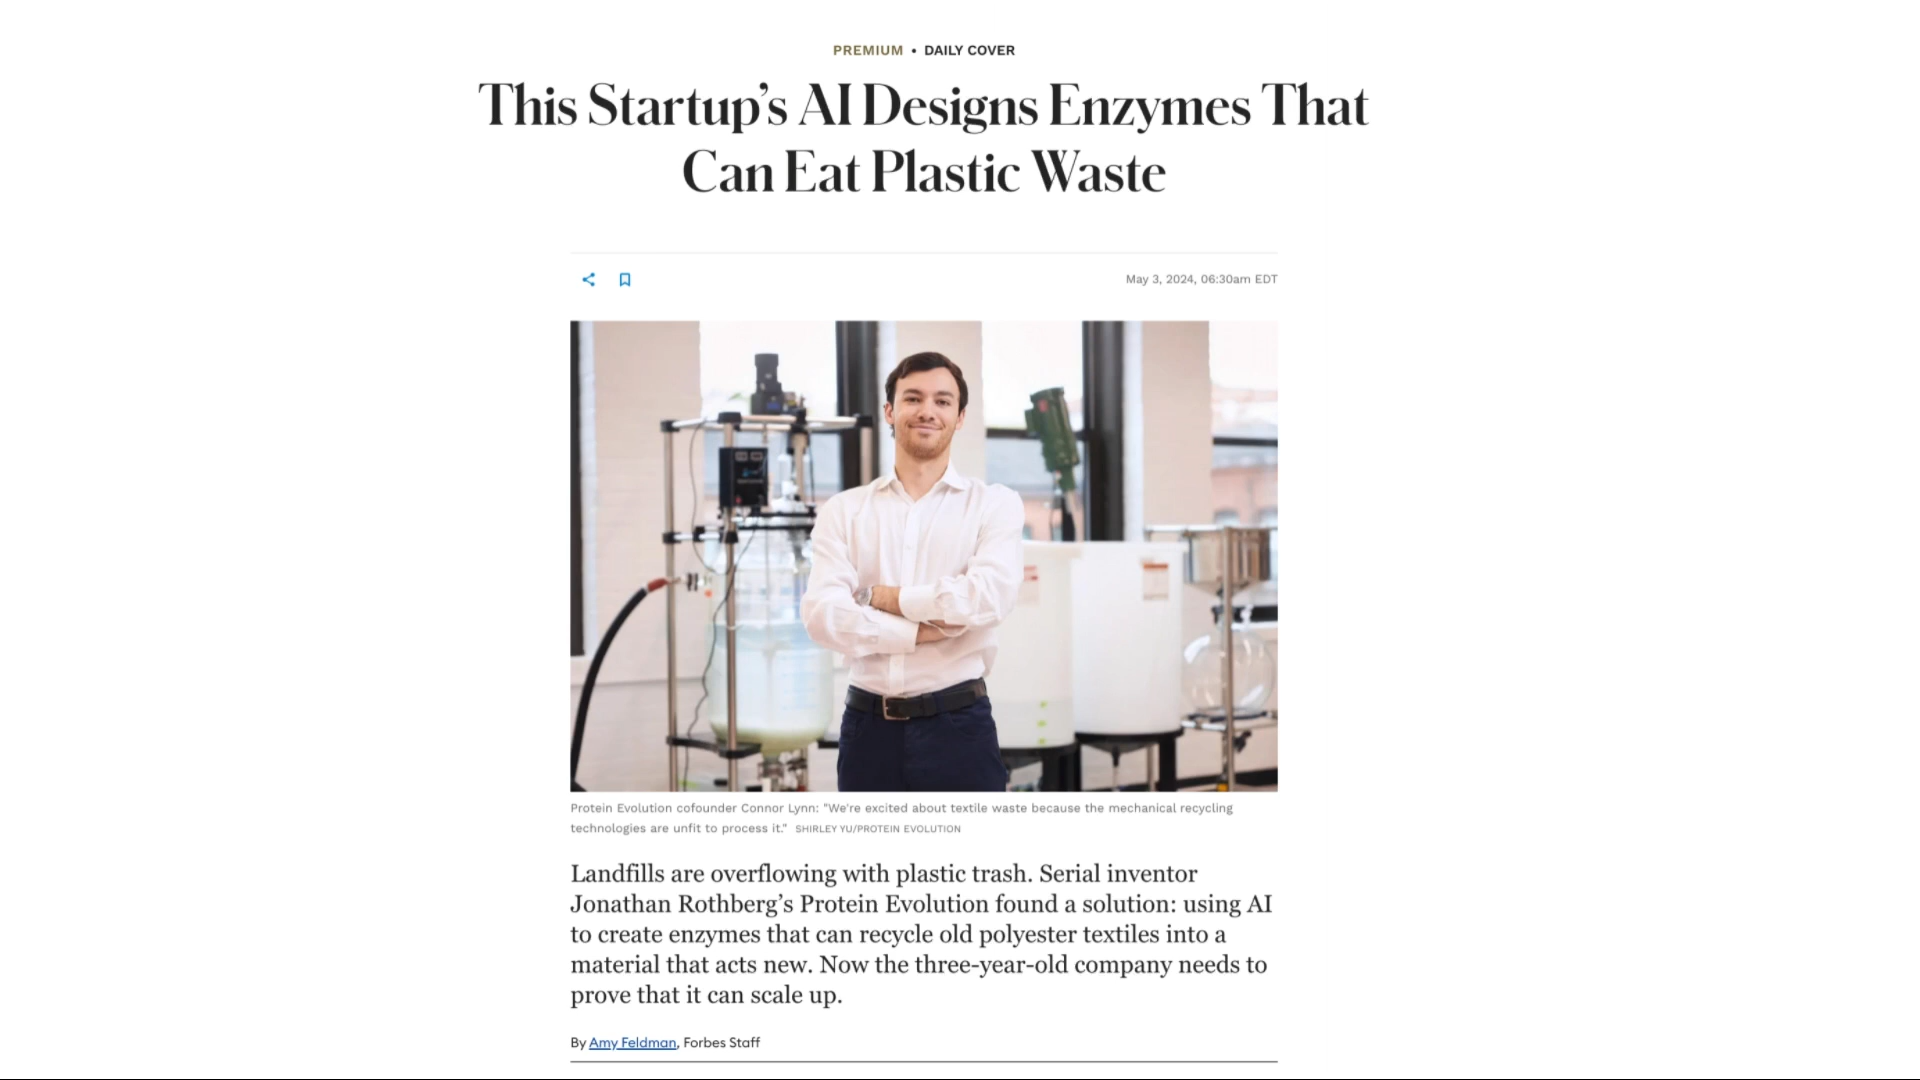 PREMIUM • DAILY COVER
This Startup’s AI Designs Enzymes That
Can Eat Plastic Waste
May 3, 2024, 06:30am EDT
Protein Evolution cofounder Connor Lynn: "We're excited about textile waste because the mechanical recycling
technologies are unfit to process it." SHIRLEY YU/PROTEIN EVOLUTION
Landfills are overflowing with plastic trash. Serial inventor
Jonathan Rothberg’s Protein Evolution found a solution: using AI
to create enzymes that can recycle old polyester textiles into a
material that acts new. Now the three-year-old company needs to
prove that it can scale up.
By Amy Feldman, Forbes Staff